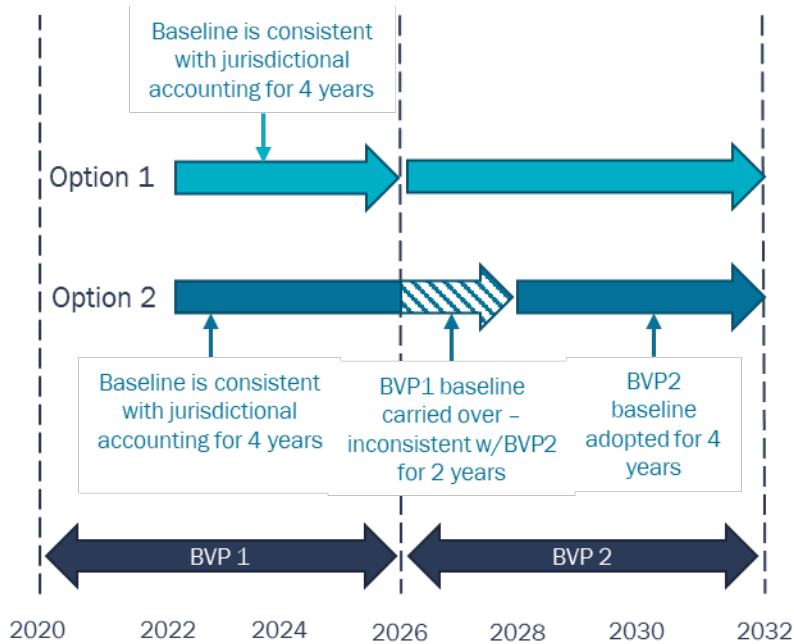 Baseline is consistent
with jurisdictional
accounting for 4 years
Option 1
Option 2
Baseline is consistent
with jurisdictional
accounting for 4 years
BVP1 baseline
carried over –
inconsistent w/BVP2
for 2 years
BVP2
baseline
adopted for 4
years
BVP 1
BVP 2
2020
2022
2024
2026
2028
2030
2032